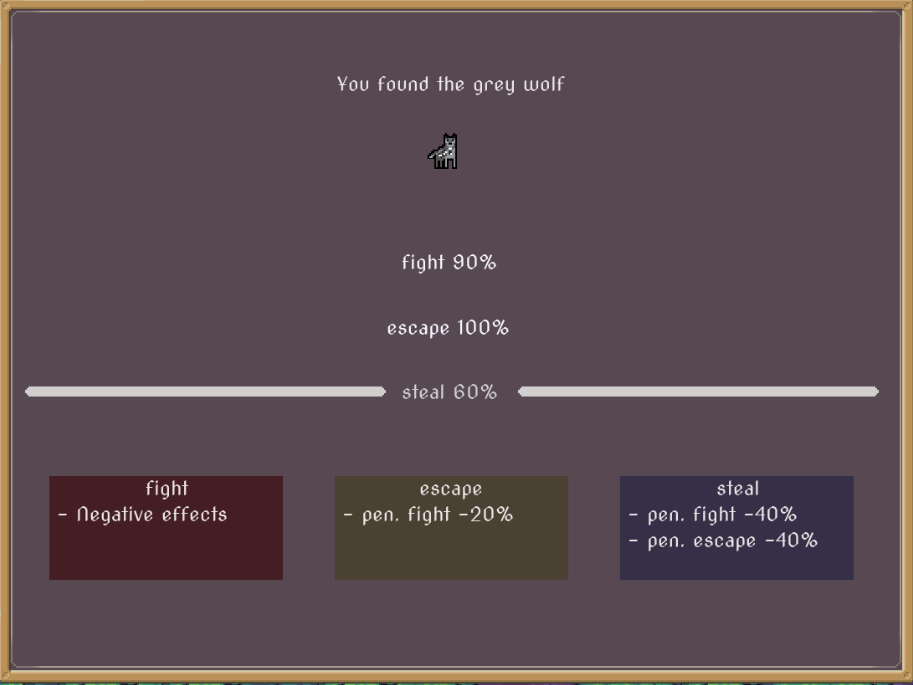 You found the grey wolf
fight 90%
escape 100%
steal 60%
fight
- Negative effects
escape
- pen. fight -20%
steal
- pen. fight -40%
- pen. escape -40%